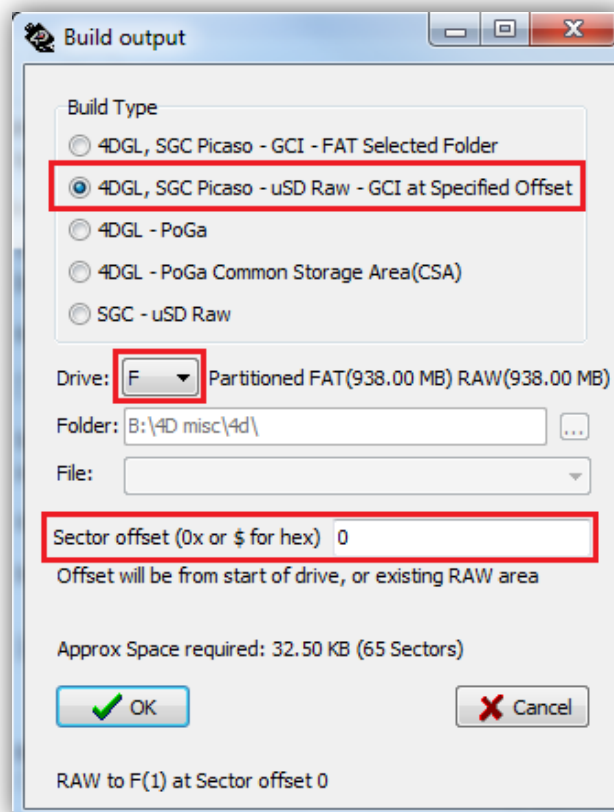 Build output
Build Type
4DGL, SGC Picaso - GCI - FAT Selected Folder
4DGL, SGC Picaso - uSD Raw - GCI at Specified Offset
4DGL - PoGa
4DGL - PoGa Common Storage Area(CSA)
SGC - uSD Raw
Drive: F Partitioned FAT(938.00 MB) RAW(938.00 MB)
Folder: B:\4D misc\4d\ ...
File:
Sector offset (0x or $ for hex) 0
Offset will be from start of drive, or existing RAW area
Approx Space required: 32.50 KB (65 Sectors)
OK Cancel
RAW to F(1) at Sector offset 0